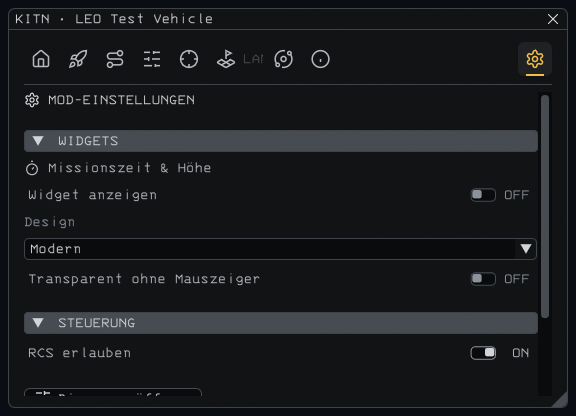 KITN · LEO Test Vehicle
MOD-EINSTELLUNGEN
▼ WIDGETS
Missionszeit & Höhe
Widget anzeigen OFF
Design
Modern
Transparent ohne Mauszeiger OFF
▼ STEUERUNG
RCS erlauben ON